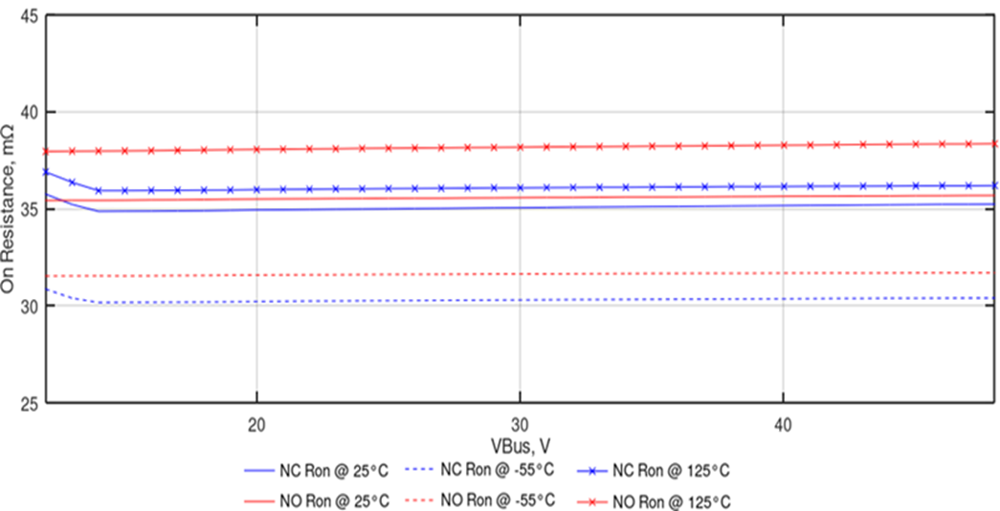 45
40
35
30
25
On Resistance, mΩ
20
30
40
VBus, V
NC Ron @ 25°C
NC Ron @ -55°C
NC Ron @ 125°C
NO Ron @ 25°C
NO Ron @ -55°C
NO Ron @ 125°C